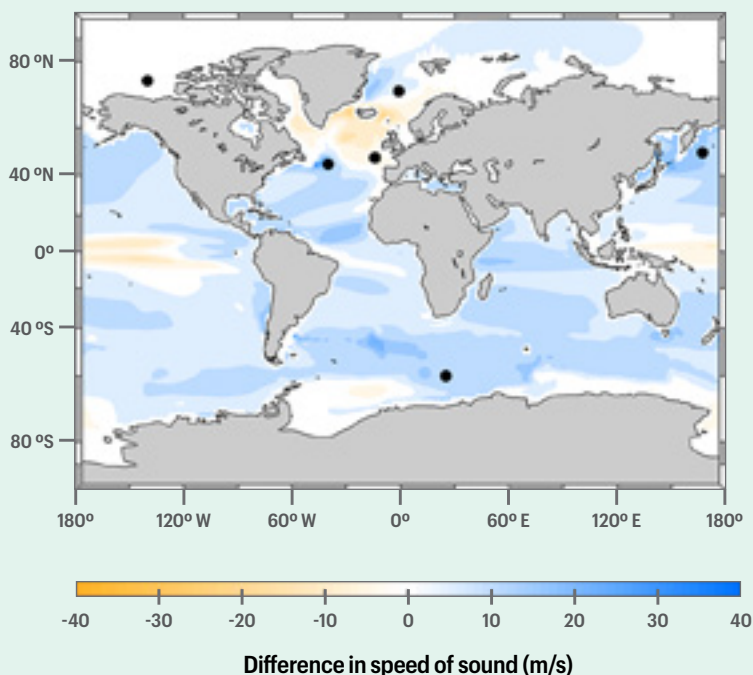 80 ºN
40 ºN
0º
40 ºS
80 ºS
180º 120º W 60º W 0º 60º E 120º E 180º
-40 -30 -20 -10 0 10 20 30 40
Difference in speed of sound (m/s)